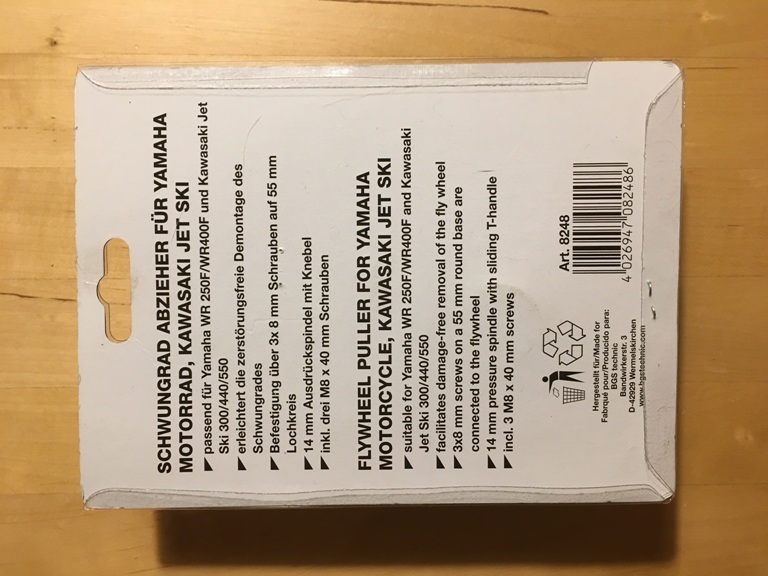 SCHWUNGRAD ABZIEHER FÜR YAMAHA
MOTORRAD, KAWASAKI JET SKI
passend für Yamaha WR 250F/WR400F und Kawasaki Jet
Ski 300/440/550
erleichtert die zerstörungsfreie Demontage des
Schwungrades
Befestigung über 3x 8 mm Schrauben auf 55 mm
Lochkreis
14 mm Ausdrückspindel mit Knebel
inkl. drei M8 x 40 mm Schrauben
FLYWHEEL PULLER FOR YAMAHA
MOTORCYCLE, KAWASAKI JET SKI
suitable for Yamaha WR 250F/WR400F and Kawasaki
Jet Ski 300/440/550
facilitates damage-free removal of the fly wheel
3x8 mm screws on a 55 mm round base are
connected to the flywheel
14 mm pressure spindle with sliding T-handle
incl. 3 M8 x 40 mm screws
Hergestellt für/Made for
Fabriqué pour/Producido para:
BGS technic
Bandwirkerstr. 3
D-42929 Wermelskirchen
www.bgstechnic.com
Art. 8248
4 026947 082486